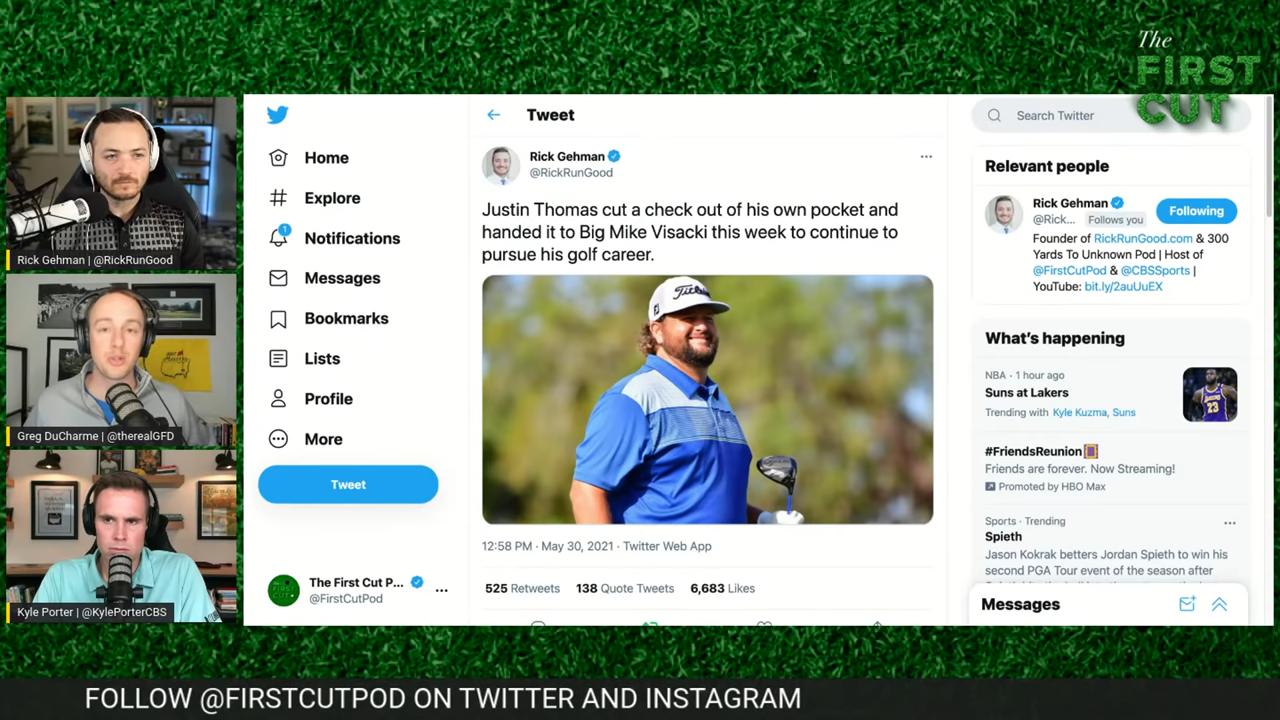 The
FIRST
CUT
Rick Gehman | @RickRunGood
Greg DuCharme | @therealGFD
Kyle Porter | @KylePorterCBS
Home
Explore
1
Notifications
Messages
Bookmarks
Lists
Profile
More
Tweet
The First Cut P...
@FirstCutPod
Tweet
Rick Gehman
@RickRunGood
Justin Thomas cut a check out of his own pocket and
handed it to Big Mike Visacki this week to continue to
pursue his golf career.
Titleist
12:58 PM · May 30, 2021 · Twitter Web App
525 Retweets 138 Quote Tweets 6,683 Likes
Search Twitter
Relevant people
Rick Gehman
@Rick... Follows you
Following
Founder of RickRunGood.com & 300
Yards To Unknown Pod | Host of
@FirstCutPod & @CBSSports |
YouTube: bit.ly/2auUuEX
What's happening
NBA · 1 hour ago
Suns at Lakers
Trending with Kyle Kuzma, Suns
23
#FriendsReunion
Friends are forever. Now Streaming!
Promoted by HBO Max
Sports · Trending
Spieth
Jason Kokrak betters Jordan Spieth to win his
second PGA Tour event of the season after
Messages
FOLLOW @FIRSTCUTPOD ON TWITTER AND INSTAGRAM